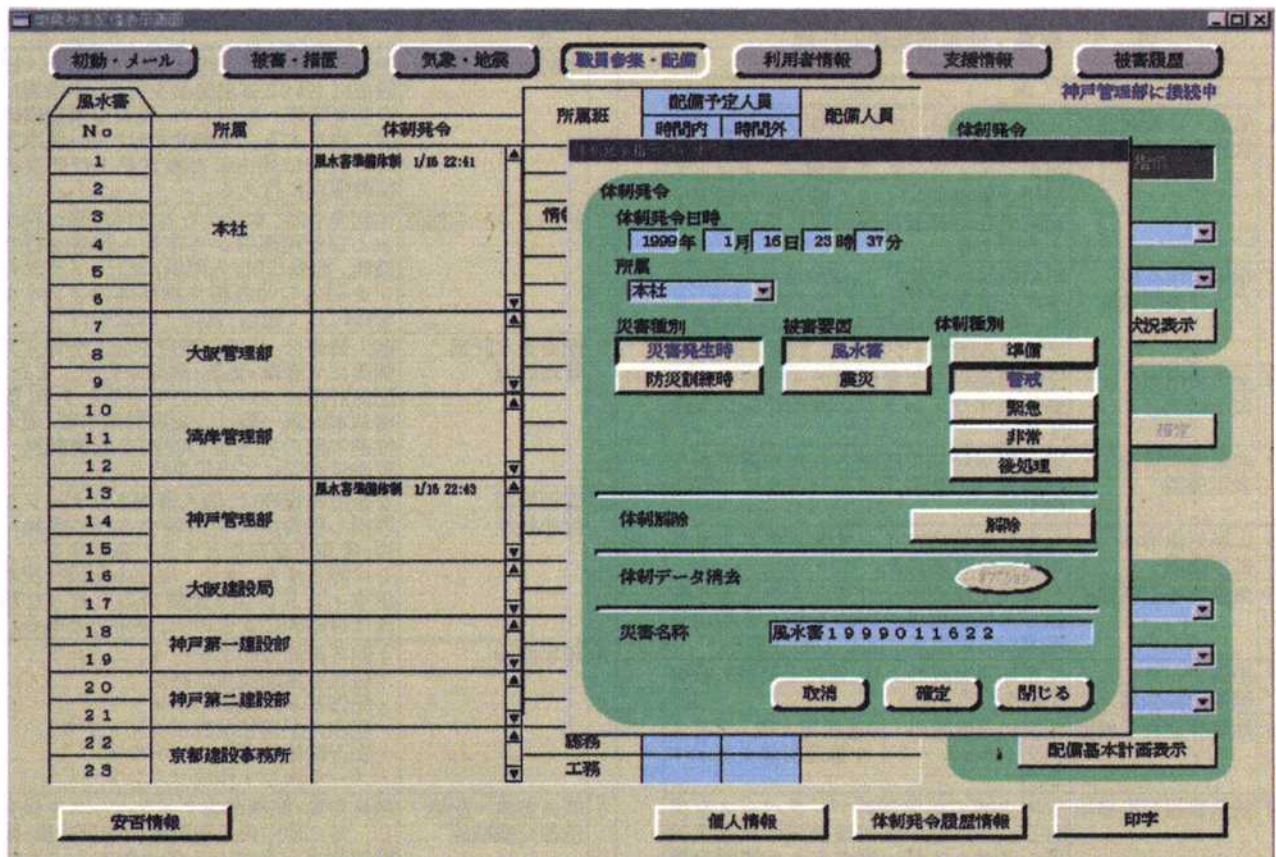 初動・メール 被害・措置 気象・地震 職員参集・配備 利用者情報 支援情報 被害履歴
神戸管理部に接続中
風水害
No 所属 体制発令
所属班 配備予定人員 配備人員
時間内 時間外
体制発令
1 風水害準備体制 1/16 22:41
2
3
本社
4
5
6
7
8 大阪管理部
9
10
11 湾岸管理部
12
13 風水害準備体制 1/16 22:43
14 神戸管理部
15
16
大阪建設局
17
18
神戸第一建設部
19
20
神戸第二建設部
21
22
京都建設事務所
23
総務
工務
体制発令
体制発令日時
1999年 1月 16日 23時 37分
所属
本社
災害種別 被害要因 体制種別
災害発生時 風水害 準備
防災訓練時 震災 警戒
緊急
非常
後処理
体制解除 解除
体制データ消去 オプション
災害名称 風水害1999011622
取消 確定 閉じる
指示
状況表示
確定
配備基本計画表示
安否情報 個人情報 体制発令履歴情報 印字